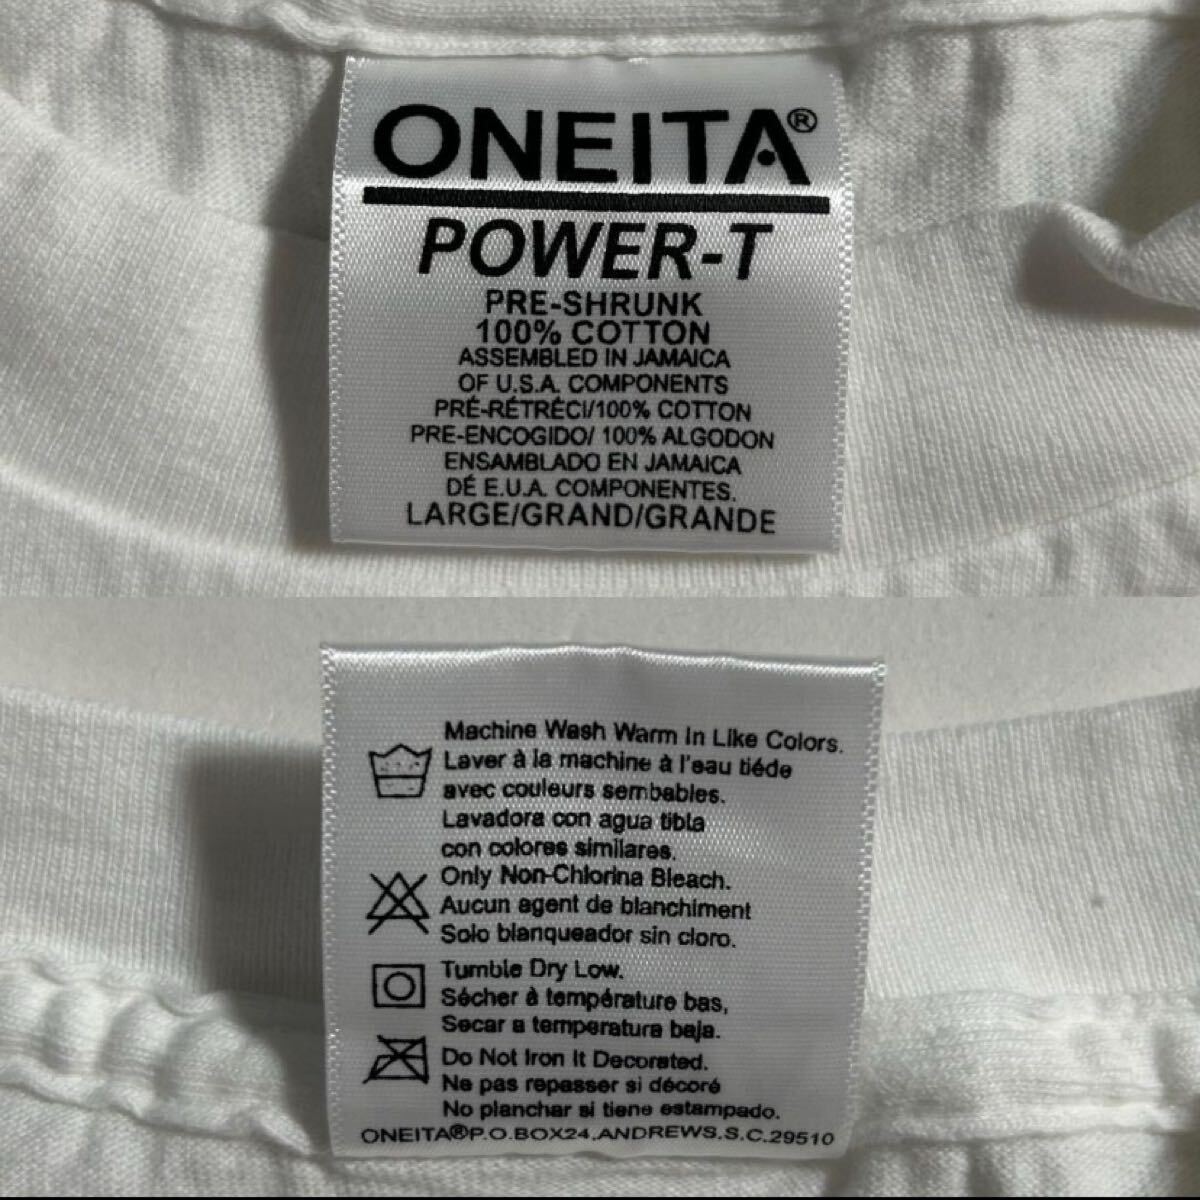 ONEITA®
POWER-T
PRE-SHRUNK
100% COTTON
ASSEMBLED IN JAMAICA
OF U.S.A. COMPONENTS
PRÉ-RÉTRÉCI/100% COTTON
PRE-ENCOGIDO/ 100% ALGODON
ENSAMBLADO EN JAMAICA
DÉ E.U.A. COMPONENTES.
LARGE/GRAND/GRANDE
Machine Wash Warm In Like Colors.
Laver à la machine à l'eau tiéde
avec couleurs sembables.
Lavadora con agua tibla
con colores similares.
Only Non-Chlorina Bleach.
Aucun agent de blanchiment
Solo blanqueador sin cloro.
Tumble Dry Low.
Sécher à température bas,
Secar a temperatura baja.
Do Not Iron It Decorated.
Ne pas repasser si décoré
No planchar si tiene estampado.
ONEITA®P.O.BOX24,ANDREWS.S.C.29510